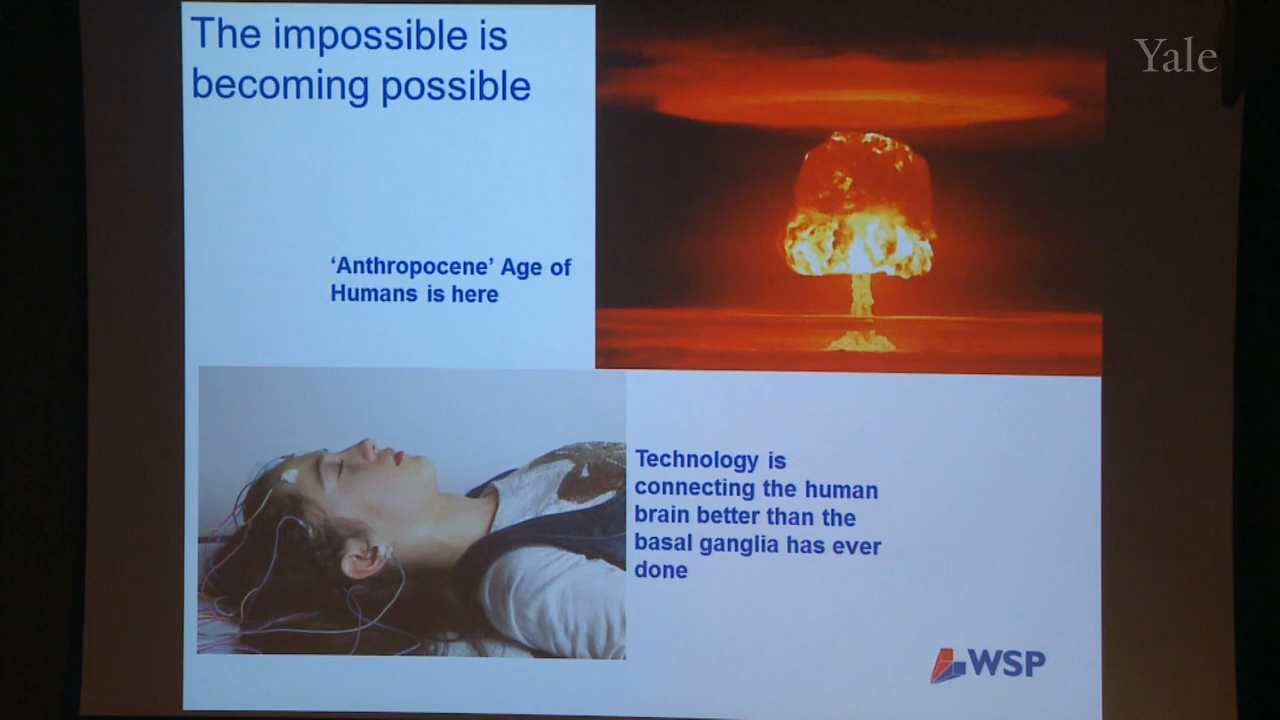 The impossible is
becoming possible
Yale
‘Anthropocene’ Age of
Humans is here
Technology is
connecting the human
brain better than the
basal ganglia has ever
done
WSP